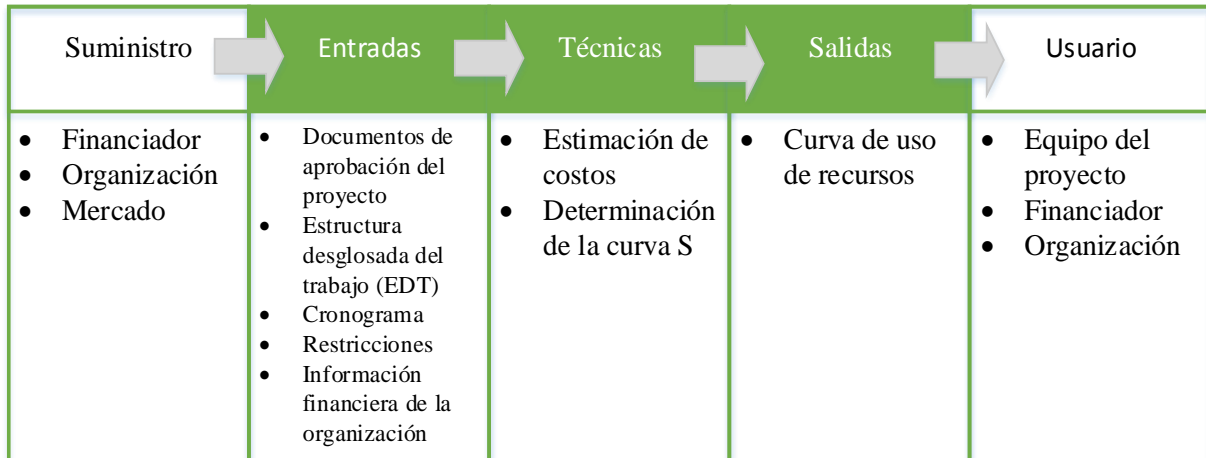 Suministro
Entradas
Técnicas
Salidas
Usuario
• Financiador
• Organización
• Mercado
• Documentos de
aprobación del
proyecto
• Estructura
desglosada del
trabajo (EDT)
• Cronograma
• Restricciones
• Información
financiera de la
organización
• Estimación de
costos
• Determinación
de la curva S
• Curva de uso
de recursos
• Equipo del
proyecto
• Financiador
• Organización